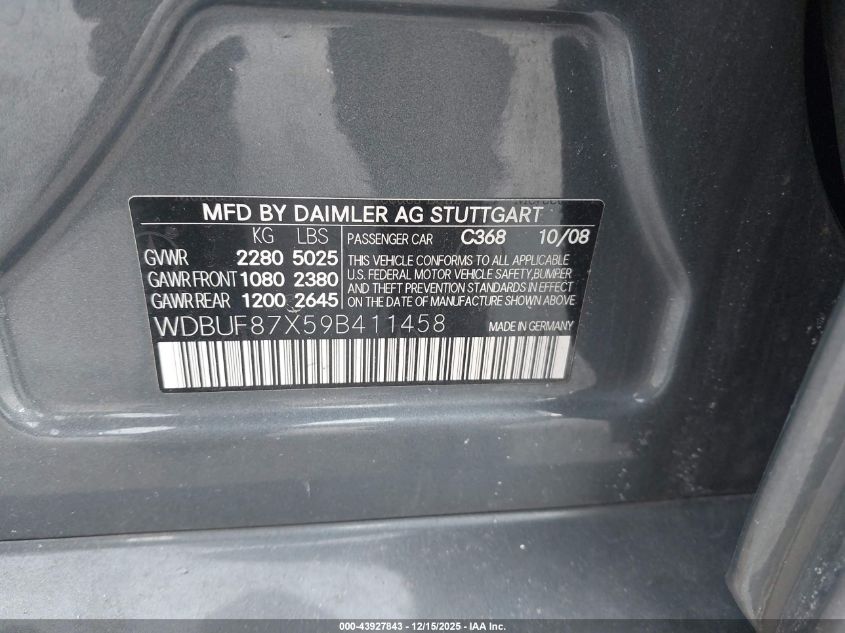 MFD BY DAIMLER AG STUTTGART
KG LBS
GVWR 2280 5025
GAWR FRONT 1080 2380
GAWR REAR 1200 2645
PASSENGER CAR C368 10/08
THIS VEHICLE CONFORMS TO ALL APPLICABLE
U.S. FEDERAL MOTOR VEHICLE SAFETY, BUMPER
AND THEFT PREVENTION STANDARDS IN EFFECT
ON THE DATE OF MANUFACTURE SHOWN ABOVE
WDBUF87X59B411458 MADE IN GERMANY
000-43927843 - 12/15/2025 - IAA Inc.